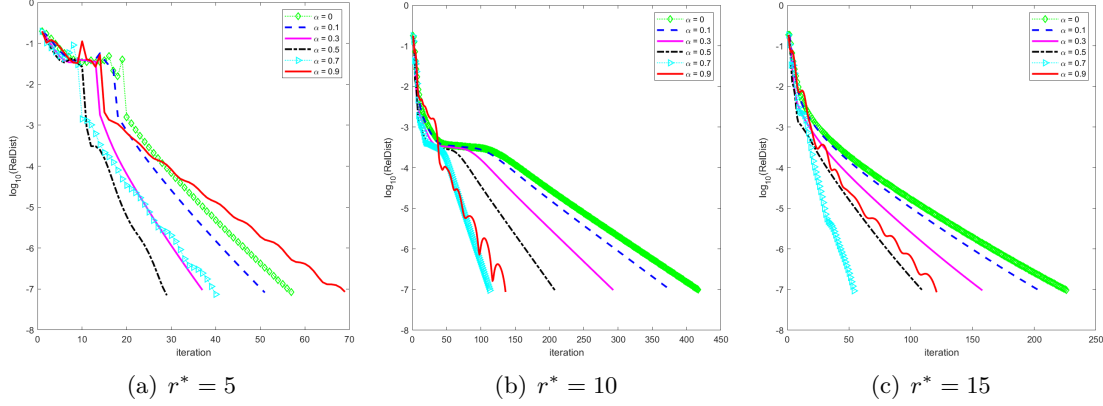 log10(RelDist)
0
-1
-2
-3
-4
-5
-6
-7
-8
0 10 20 30 40 50 60 70
iteration
α = 0
α = 0.1
α = 0.3
α = 0.5
α = 0.7
α = 0.9
(a) r* = 5
log10(RelDist)
0
-1
-2
-3
-4
-5
-6
-7
-8
0 50 100 150 200 250 300 350 400 450
iteration
α = 0
α = 0.1
α = 0.3
α = 0.5
α = 0.7
α = 0.9
(b) r* = 10
log10(RelDist)
0
-1
-2
-3
-4
-5
-6
-7
-8
0 50 100 150 200 250
iteration
α = 0
α = 0.1
α = 0.3
α = 0.5
α = 0.7
α = 0.9
(c) r* = 15